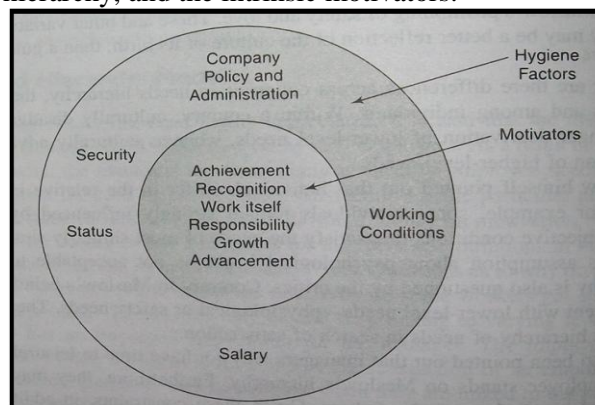 hierarchy, and the intrinsic motivators.
Company
Policy and
Administration
Hygiene
Factors
Motivators
Security
Achievement
Recognition
Work itself
Responsibility
Growth
Advancement
Status
Working
Conditions
Salary